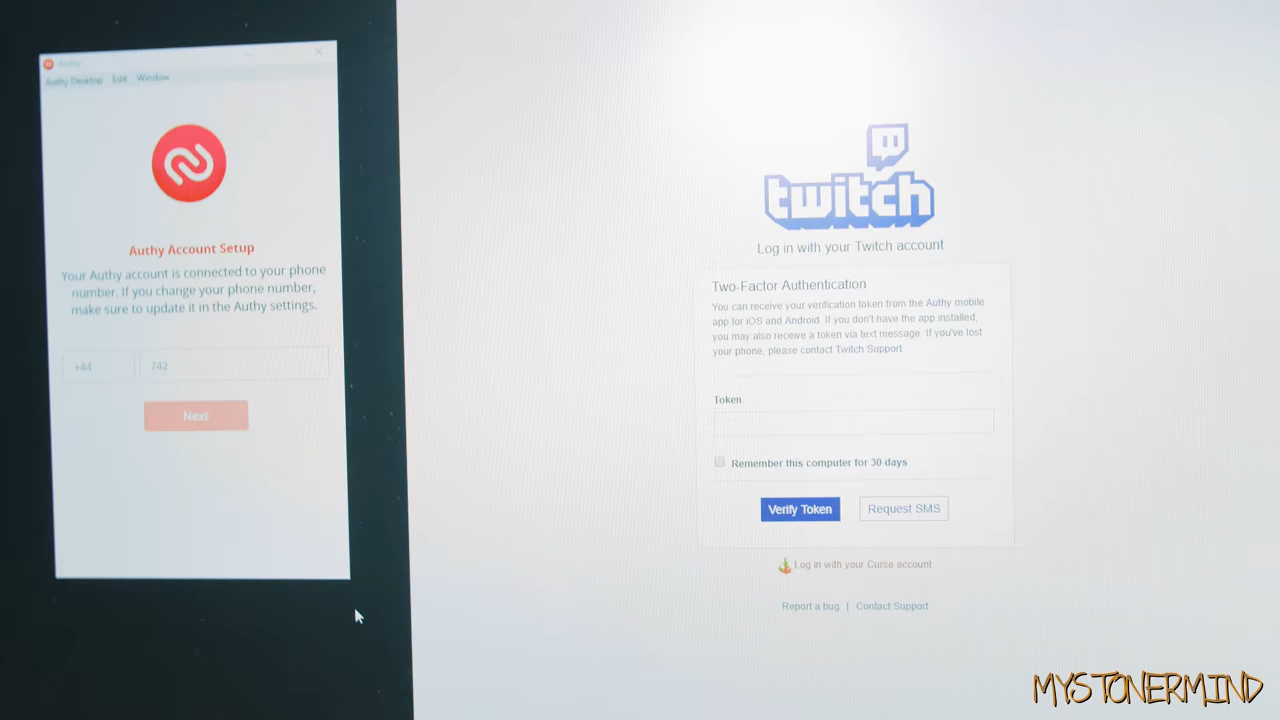 Authy
Authy Desktop Edit Window
Authy Account Setup
Your Authy account is connected to your phone
number. If you change your phone number,
make sure to update it in the Authy settings.
+44 742
Next
twitch
Log in with your Twitch account
Two-Factor Authentication
You can receive your verification token from the Authy mobile
app for iOS and Android. If you don't have the app installed,
you may also receive a token via text message. If you've lost
your phone, please contact Twitch Support
Token
Remember this computer for 30 days
Verify Token Request SMS
Log in with your Curse account
Report a bug | Contact Support
MYSTONERMIND